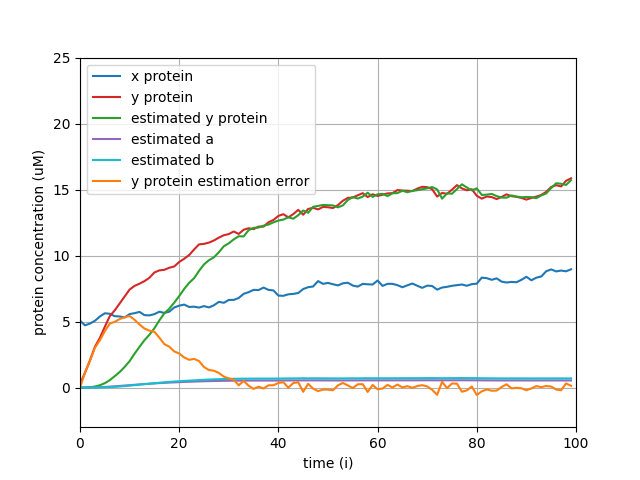 25
20
15
10
5
0
0
20
40
60
80
100
protein concentration (uM)
time (i)
x protein
y protein
estimated y protein
estimated a
estimated b
y protein estimation error